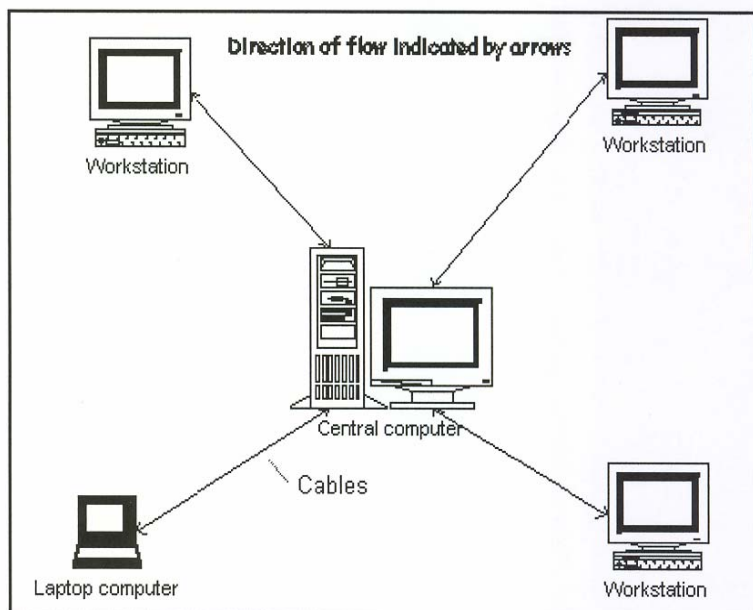 Direction of flow indicated by arrows
Workstation
Workstation
Central computer
Cables
Laptop computer
Workstation